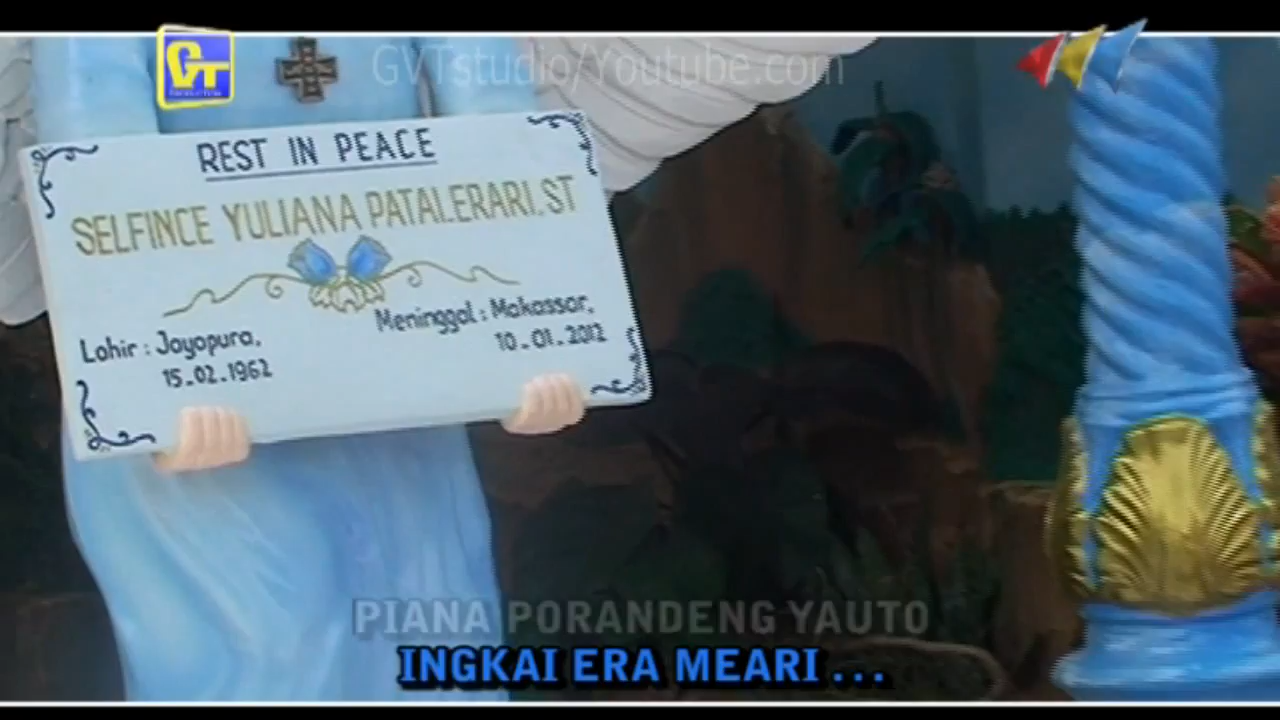 GVTstudio/Youtube.com
GVT
REST IN PEACE
SELFINCE YULIANA PATALERARI.ST
Lahir : Jayapura,
15.02.1962
Meninggal : Makassar,
10.01.2012
PIANA PORANDENG YAUTO
INGKAI ERA MEARI ...